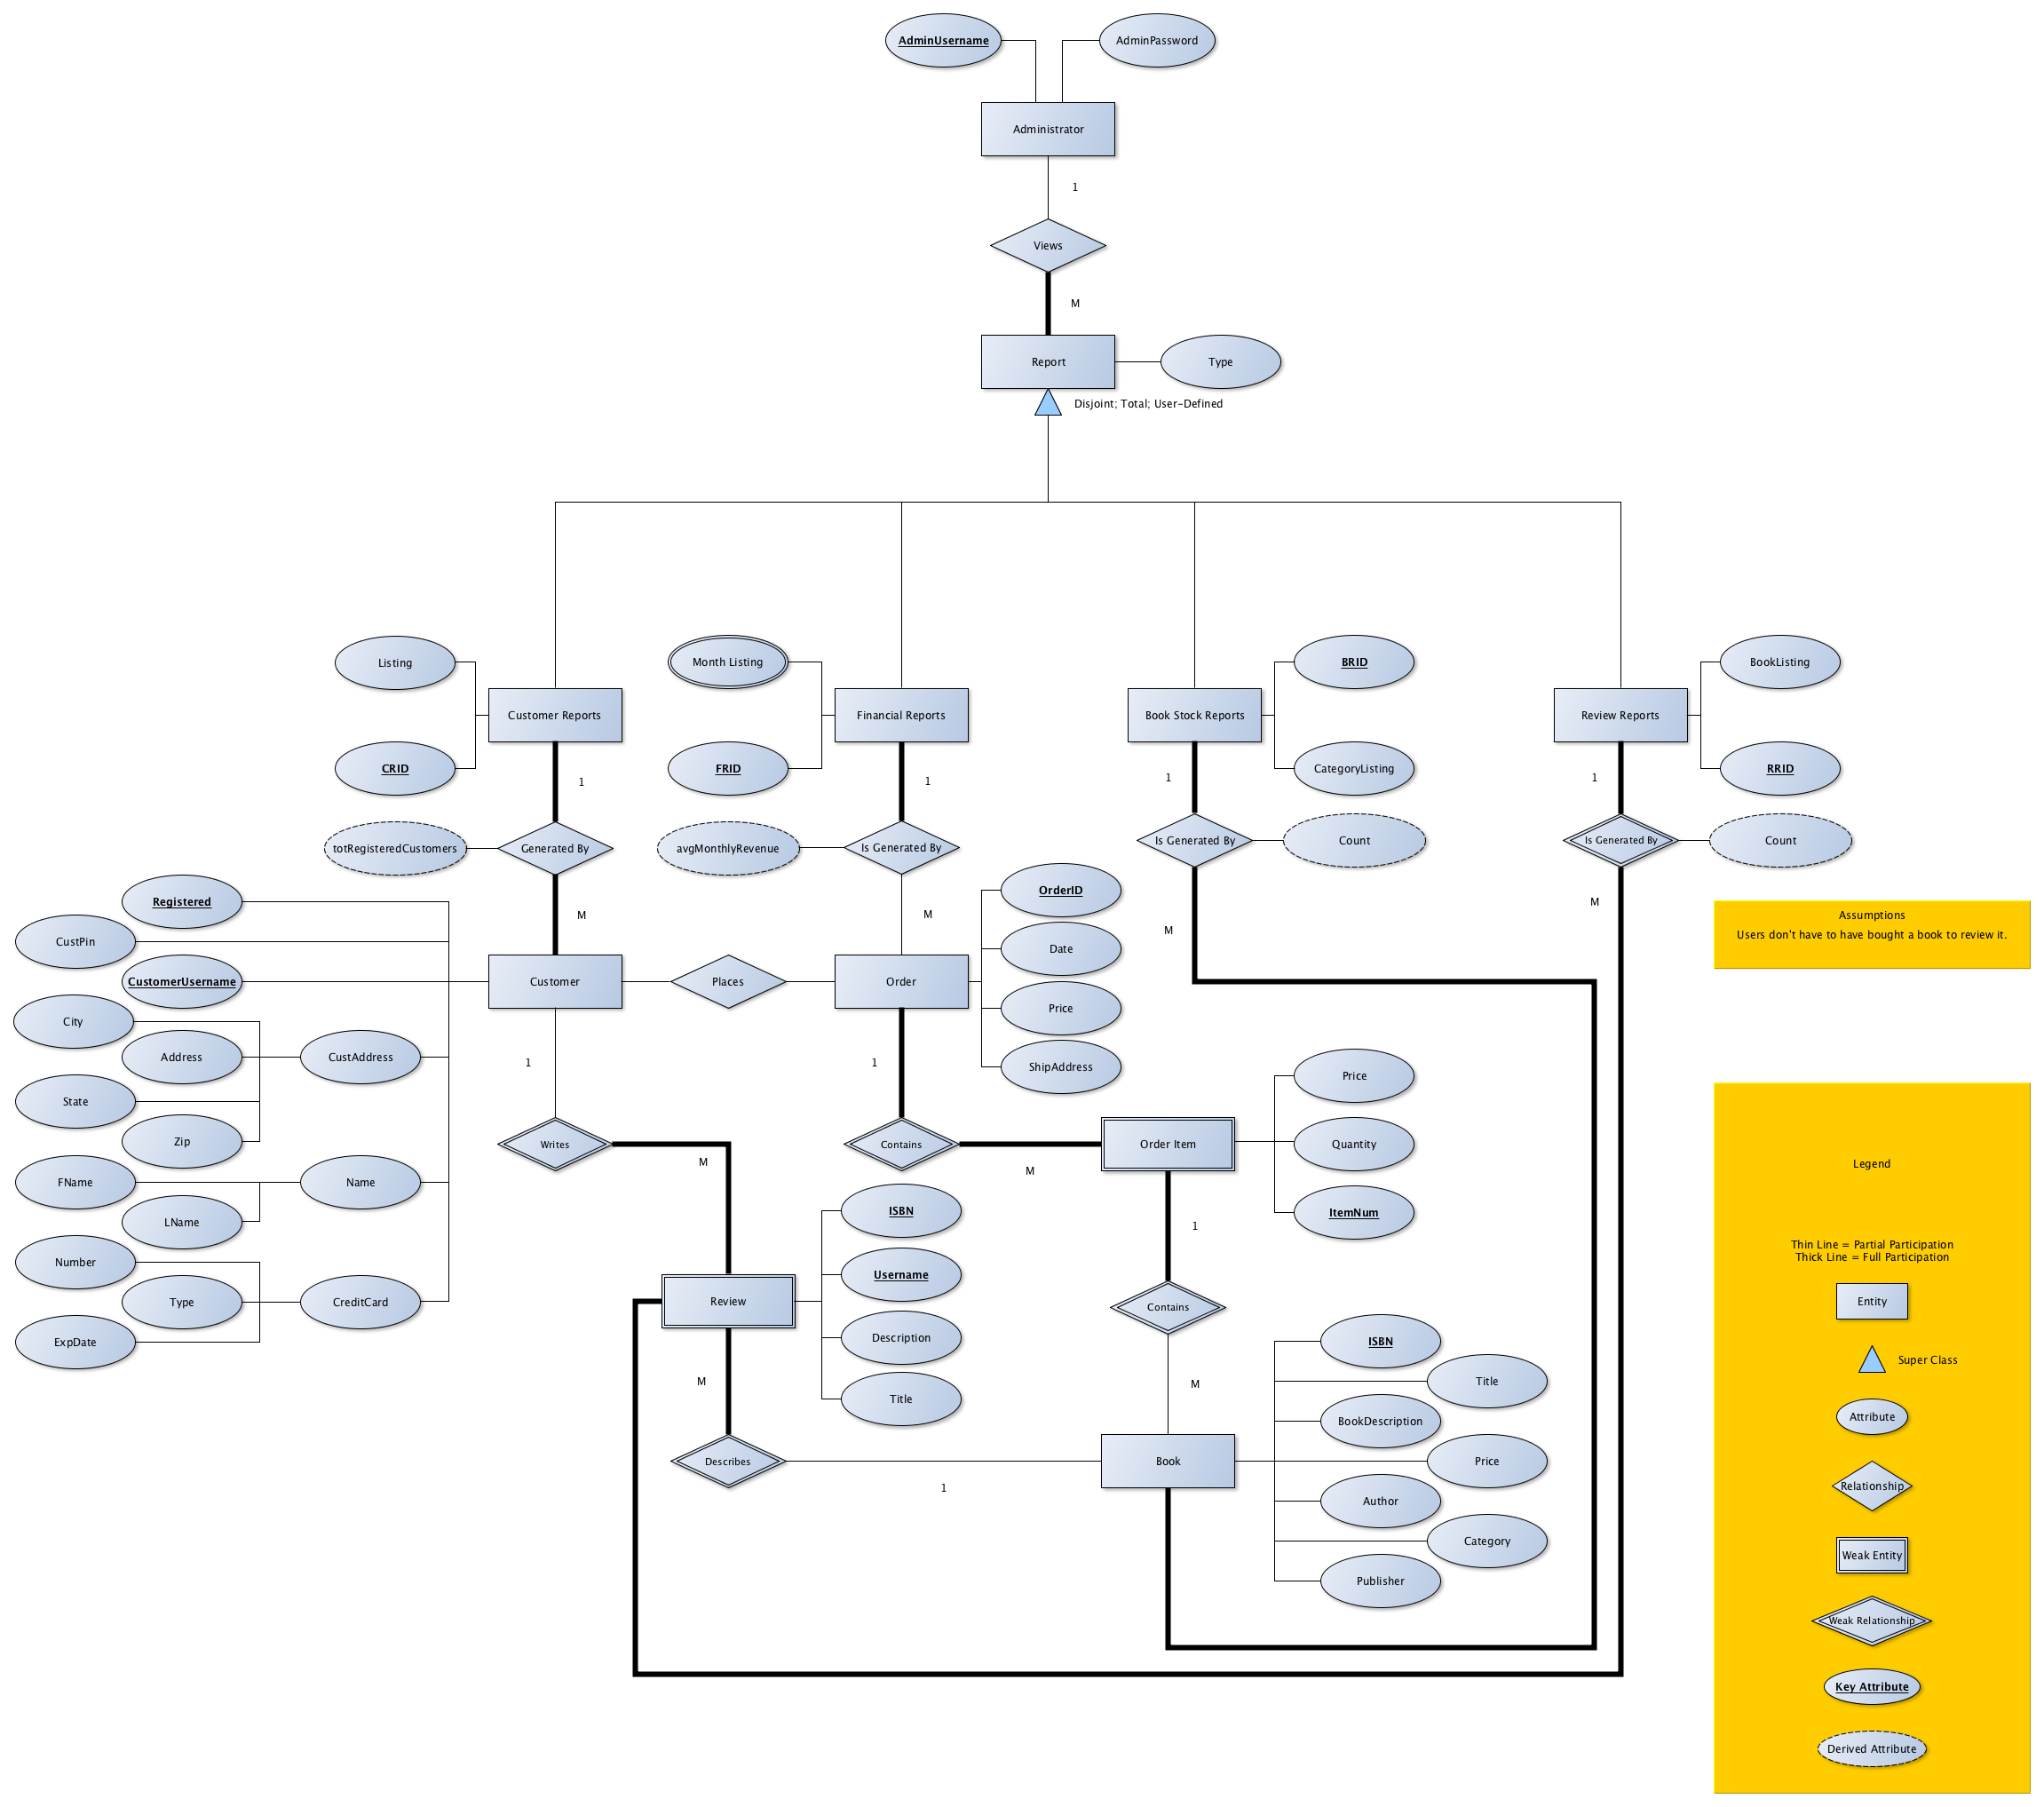 AdminUsername
AdminPassword
Administrator
1
Views
M
Report
Type
Disjoint; Total; User-Defined
Listing
Month Listing
BRID
BookListing
Customer Reports
Financial Reports
Book Stock Reports
Review Reports
CRID
FRID
CategoryListing
RRID
1
1
1
1
totRegisteredCustomers
Generated By
avgMonthlyRevenue
Is Generated By
Is Generated By
Count
Is Generated By
Count
M
M
M
M
Registered
CustPin
CustomerUsername
City
Address
CustAddress
State
Zip
FName
Name
LName
Number
Type
CreditCard
ExpDate
Customer
Places
Order
OrderID
Date
Price
ShipAddress
Assumptions
Users don't have to have bought a book to review it.
1
1
Writes
M
Contains
M
Order Item
Price
Quantity
ItemNum
1
Contains
M
Review
ISBN
Username
Description
Title
M
Describes
1
Book
ISBN
Title
BookDescription
Price
Author
Category
Publisher
Legend
Thin Line = Partial Participation
Thick Line = Full Participation
Entity
Super Class
Attribute
Relationship
Weak Entity
Weak Relationship
Key Attribute
Derived Attribute